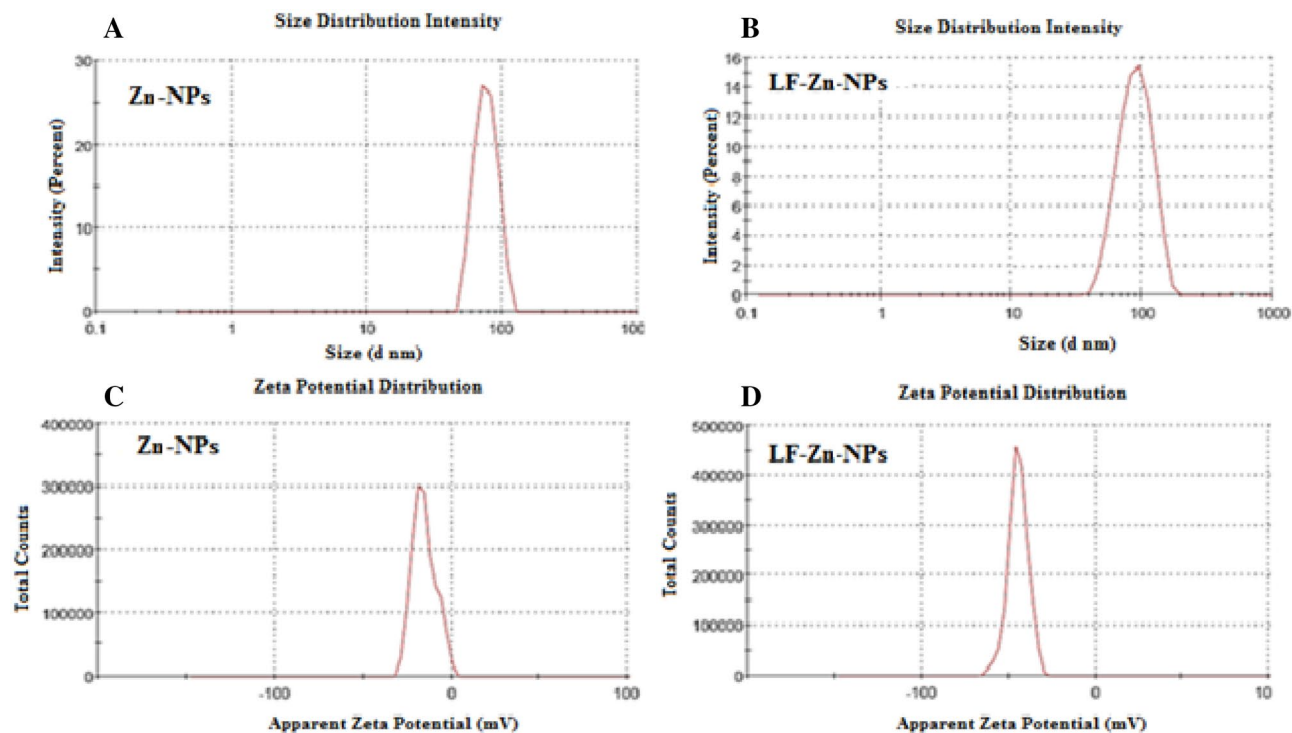 A
Size Distribution Intensity
Zn-NPs
Intensity (Percent)
30
20
10
0
0.1 1 10 100 100
Size (d nm)
B
Size Distribution Intensity
LF-Zn-NPs
Intensity (Percent)
16
14
12
10
8
6
4
2
0
0.1 1 10 100 1000
Size (d nm)
C
Zeta Potential Distribution
Zn-NPs
Total Counts
400000
300000
200000
100000
0
-100 0 100
Apparent Zeta Potential (mV)
D
Zeta Potential Distribution
LF-Zn-NPs
Total Counts
500000
400000
300000
200000
100000
0
-100 0 10
Apparent Zeta Potential (mV)